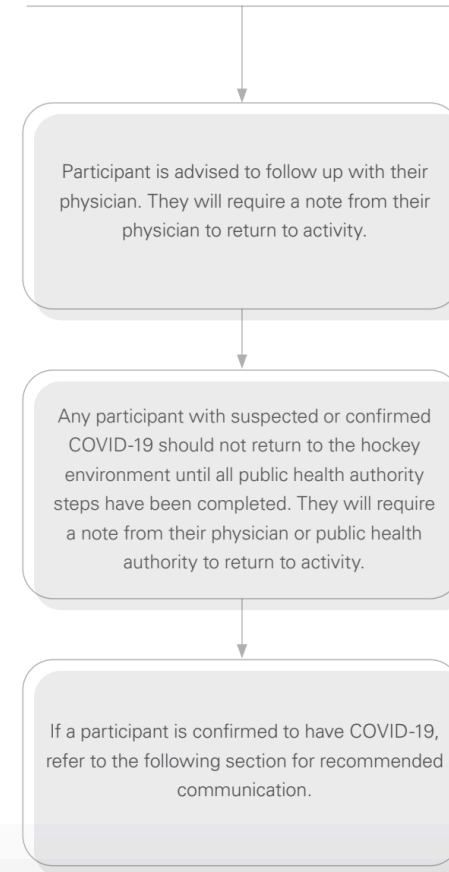 Participant is advised to follow up with their
physician. They will require a note from their
physician to return to activity.
Any participant with suspected or confirmed
COVID-19 should not return to the hockey
environment until all public health authority
steps have been completed. They will require
a note from their physician or public health
authority to return to activity.
If a participant is confirmed to have COVID-19,
refer to the following section for recommended
communication.